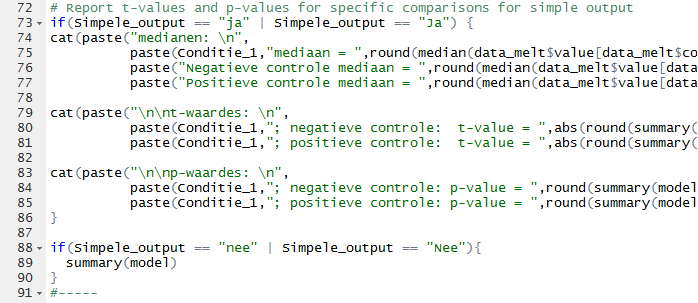 72 # Report t-values and p-values for specific comparisons for simple output
73 if(Simpele_output == "ja" | Simpele_output == "Ja") {
74 cat(paste("medianen: \n",
75 paste(Conditie_1,"mediaan = ",round(median(data_melt$value[data_melt$co
76 paste("Negatieve controle mediaan = ",round(median(data_melt$value[data
77 paste("Positieve controle mediaan = ",round(median(data_melt$value[data
78
79 cat(paste("\n\nt-waardes: \n",
80 paste(Conditie_1,"; negatieve controle:  t-value = ",abs(round(summary(
81 paste(Conditie_1,"; positieve controle:  t-value = ",abs(round(summary(
82
83 cat(paste("\n\np-waardes: \n",
84 paste(Conditie_1,"; negatieve controle: p-value = ",round(summary(model
85 paste(Conditie_1,"; positieve controle: p-value = ",round(summary(model
86 }
87
88 if(Simpele_output == "nee" | Simpele_output == "Nee"){
89 summary(model)
90 }
91 #-----